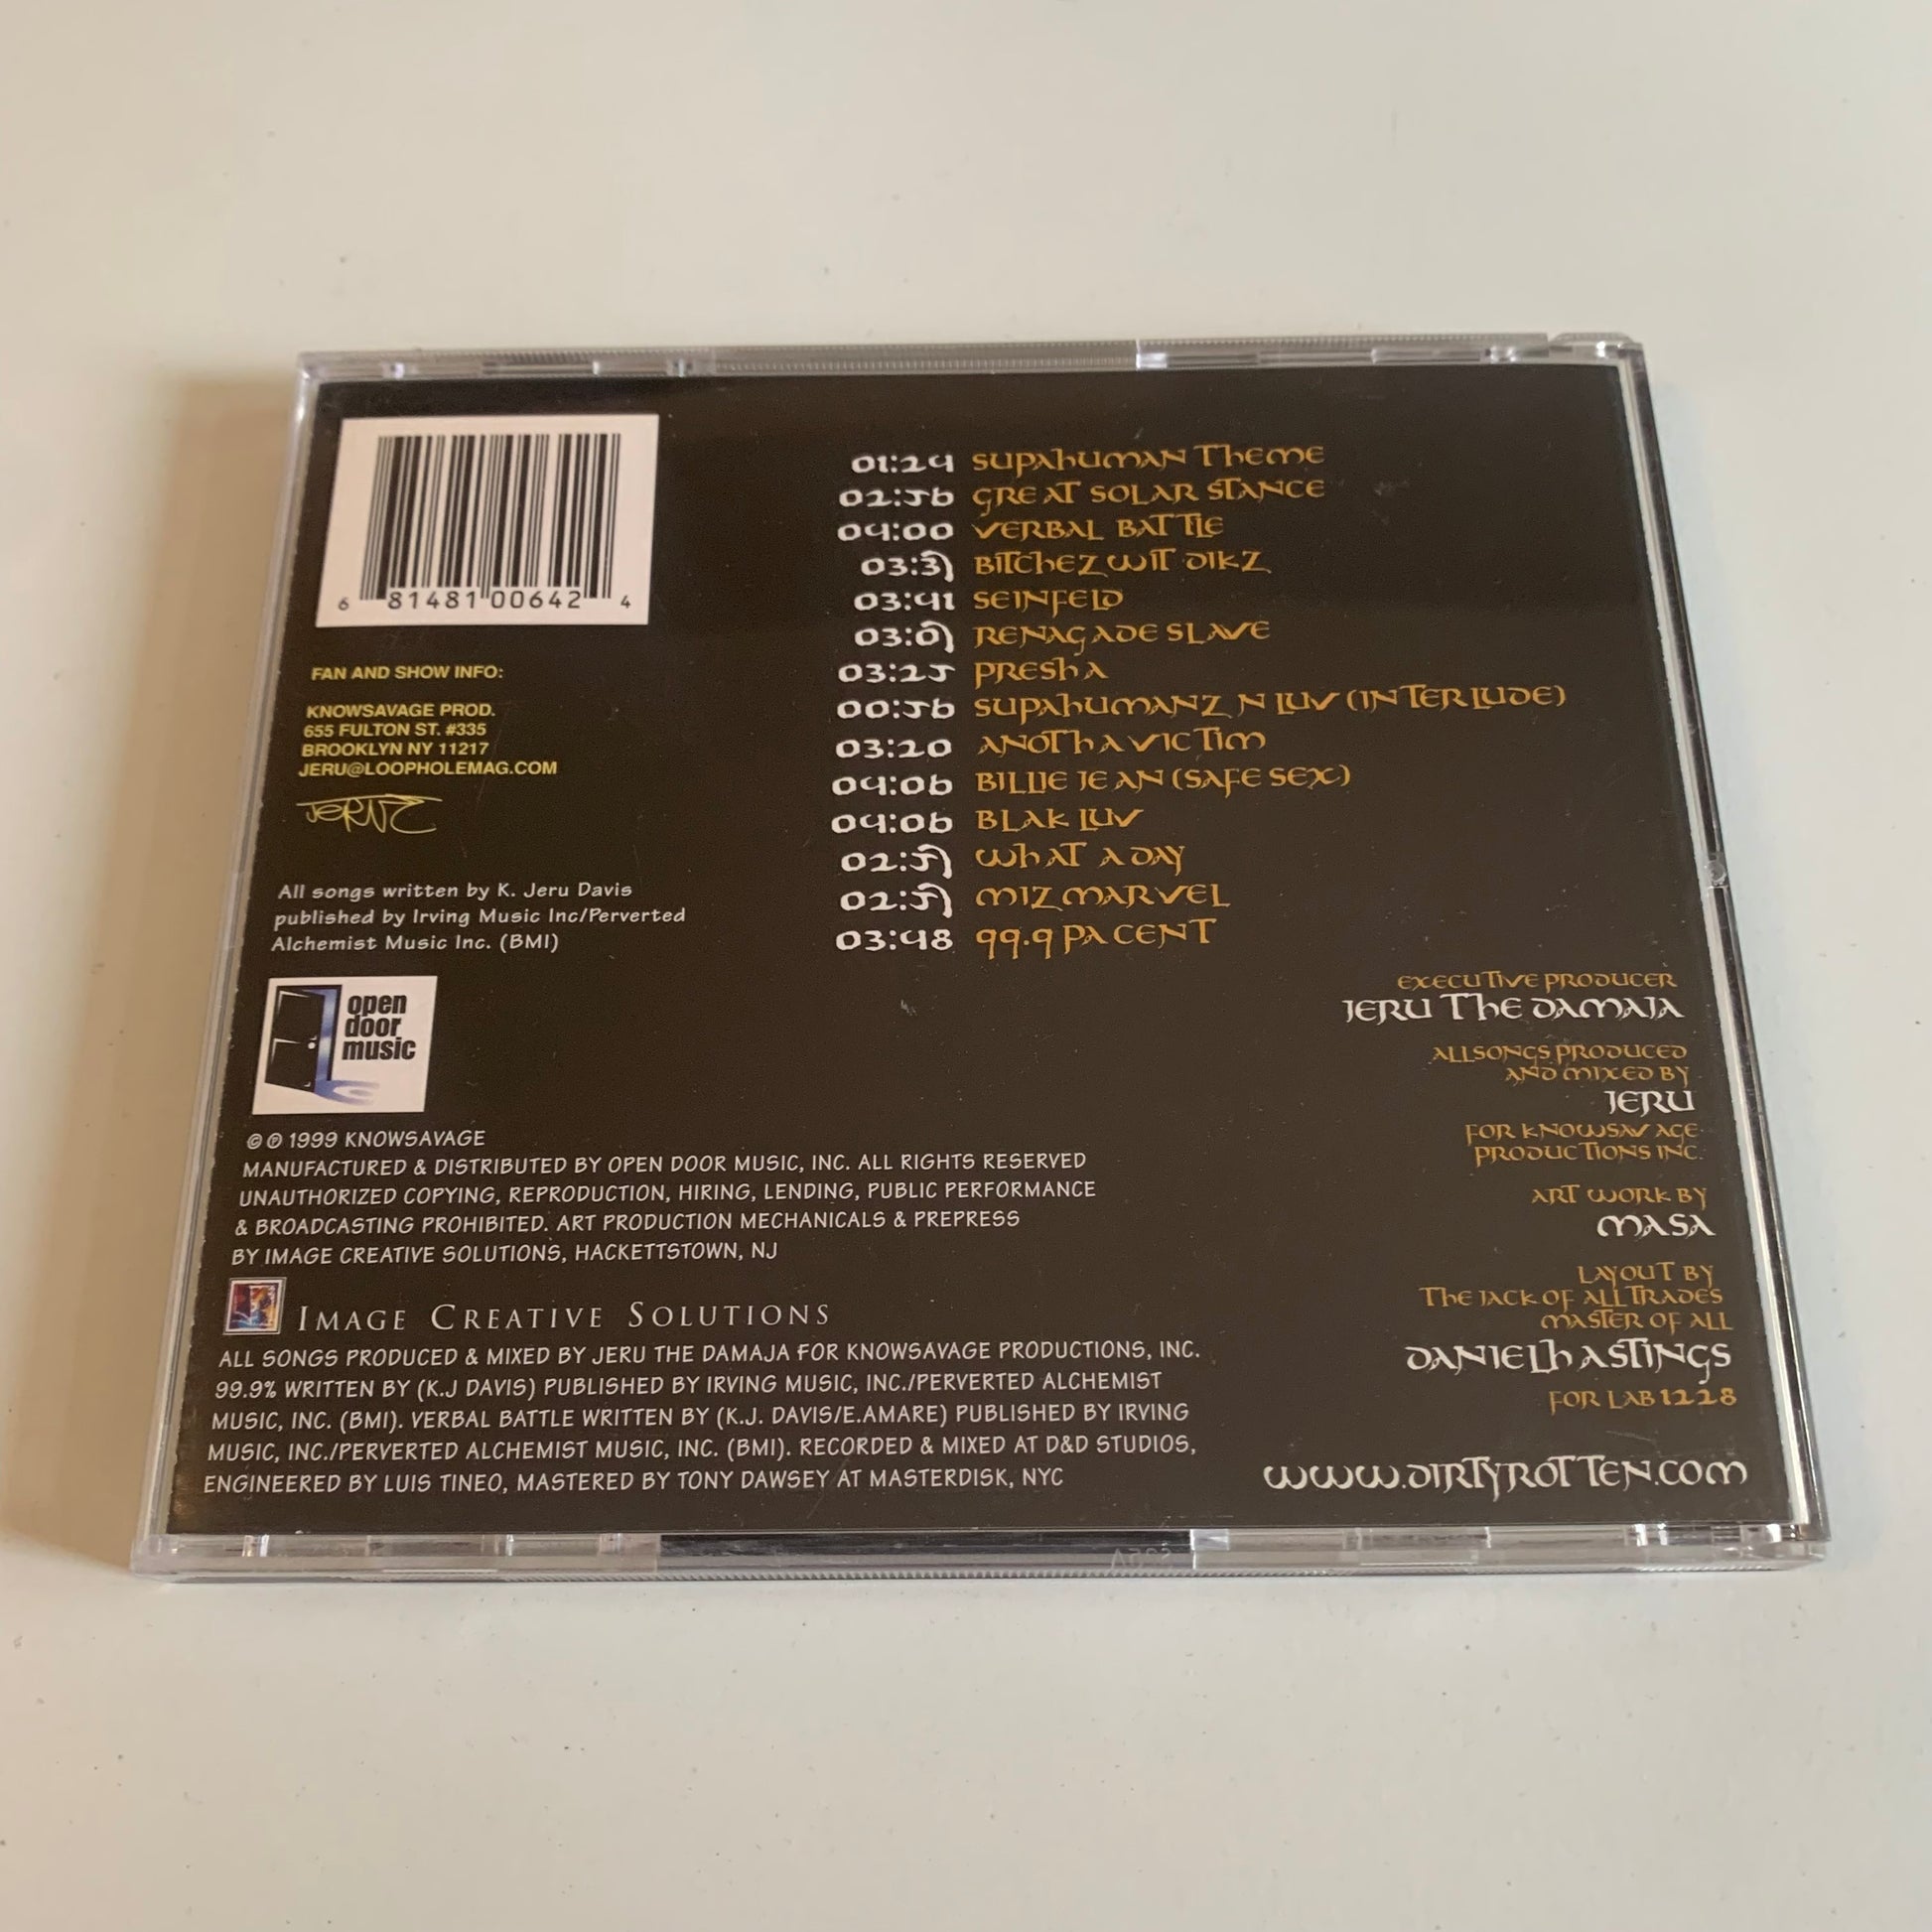 6 81481 00642 4
FAN AND SHOW INFO:
KNOWSAVAGE PROD.
655 FULTON ST. #335
BROOKLYN NY 11217
JERU@LOOPHOLEMAG.COM
All songs written by K. Jeru Davis
published by Irving Music Inc/Perverted
Alchemist Music Inc. (BMI)
01:24 SUPAHUMAN THEME
02:56 GREAT SOLAR STANCE
04:00 VERBAL BATTLE
03:37 BITCHEZ WIT DIKZ
03:41 SEINFELD
03:07 RENAGADE SLAVE
03:25 PRESHA
00:56 SUPAHUMANZ N LUV (INTERLUDE)
03:20 ANOTHA VICTIM
04:06 BILLIE JEAN (SAFE SEX)
04:06 BLAK LUV
02:57 WHAT A DAY
02:57 MIZ MARVEL
03:48 99.9 PA CENT
open
door
music
© ℗ 1999 KNOWSAVAGE
MANUFACTURED & DISTRIBUTED BY OPEN DOOR MUSIC, INC. ALL RIGHTS RESERVED
UNAUTHORIZED COPYING, REPRODUCTION, HIRING, LENDING, PUBLIC PERFORMANCE
& BROADCASTING PROHIBITED. ART PRODUCTION MECHANICALS & PREPRESS
BY IMAGE CREATIVE SOLUTIONS, HACKETTSTOWN, NJ
IMAGE CREATIVE SOLUTIONS
ALL SONGS PRODUCED & MIXED BY JERU THE DAMAJA FOR KNOWSAVAGE PRODUCTIONS, INC.
99.9% WRITTEN BY (K.J DAVIS) PUBLISHED BY IRVING MUSIC, INC./PERVERTED ALCHEMIST
MUSIC, INC. (BMI). VERBAL BATTLE WRITTEN BY (K.J. DAVIS/E.AMARE) PUBLISHED BY IRVING
MUSIC, INC./PERVERTED ALCHEMIST MUSIC, INC. (BMI). RECORDED & MIXED AT D&D STUDIOS,
ENGINEERED BY LUIS TINEO, MASTERED BY TONY DAWSEY AT MASTERDISK, NYC
EXECUTIVE PRODUCER
JERU THE DAMAJA
ALL SONGS PRODUCED
AND MIXED BY
JERU
FOR KNOWSAVAGE
PRODUCTIONS INC.
ART WORK BY
MASA
LAYOUT BY
THE JACK OF ALL TRADES
MASTER OF ALL
DANIEL HASTINGS
FOR LAB 1228
WWW.DIRTYROTTEN.COM